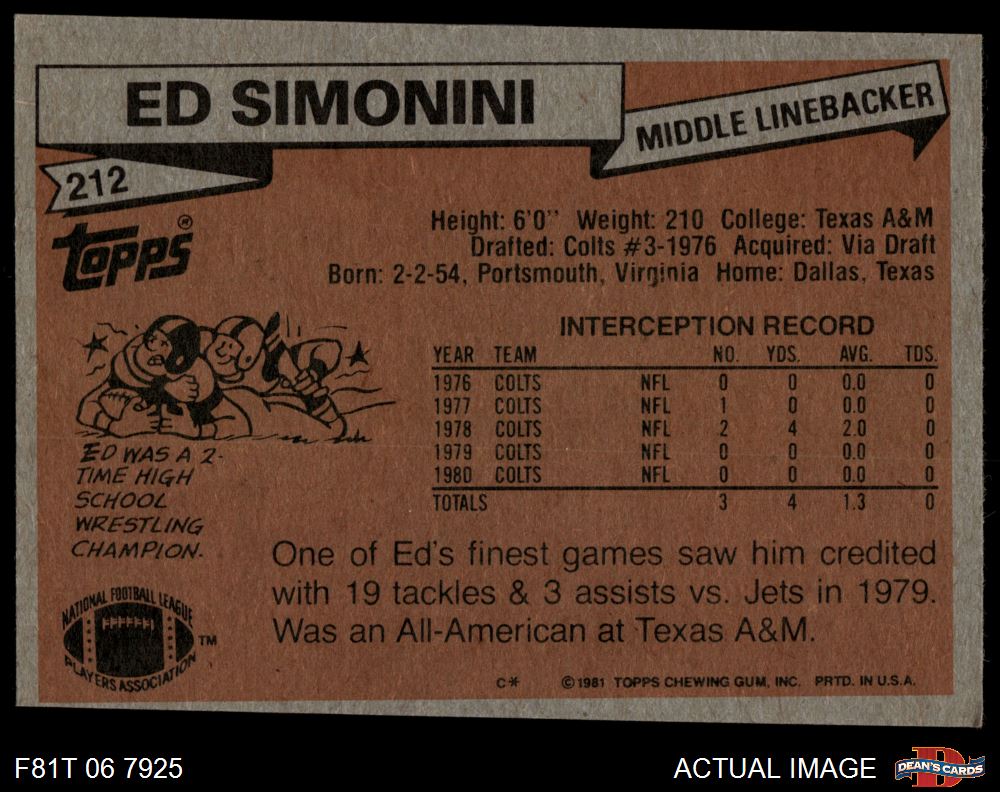 ED SIMONINI
MIDDLE LINEBACKER
212
Topps®
Height: 6'0" Weight: 210 College: Texas A&M
Drafted: Colts #3-1976 Acquired: Via Draft
Born: 2-2-54, Portsmouth, Virginia Home: Dallas, Texas
INTERCEPTION RECORD
YEAR TEAM NO. YDS. AVG. TDS.
1976 COLTS NFL 0 0 0.0 0
1977 COLTS NFL 1 0 0.0 0
1978 COLTS NFL 2 4 2.0 0
1979 COLTS NFL 0 0 0.0 0
1980 COLTS NFL 0 0 0.0 0
TOTALS 3 4 1.3 0
ED WAS A 2-
TIME HIGH
SCHOOL
WRESTLING
CHAMPION.
One of Ed's finest games saw him credited
with 19 tackles & 3 assists vs. Jets in 1979.
Was an All-American at Texas A&M.
NATIONAL FOOTBALL LEAGUE
PLAYERS ASSOCIATION
TM
C* ©1981 TOPPS CHEWING GUM, INC. PRTD. IN U.S.A.
F81T 06 7925
ACTUAL IMAGE
DEAN'S CARDS